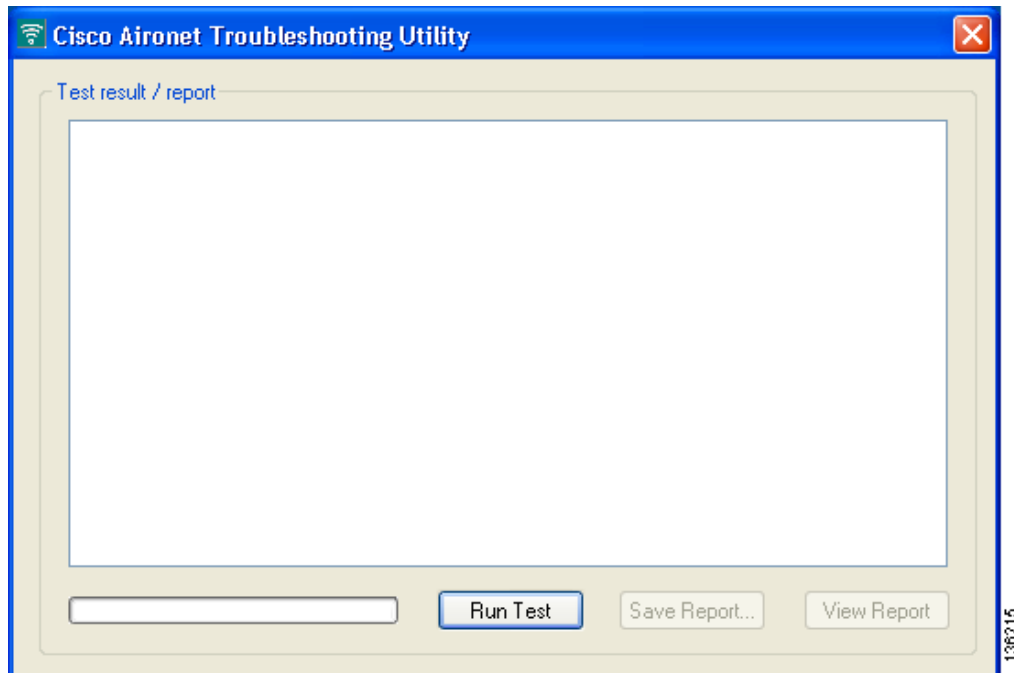 Cisco Aironet Troubleshooting Utility
Test result / report
Run Test
Save Report...
View Report
136215